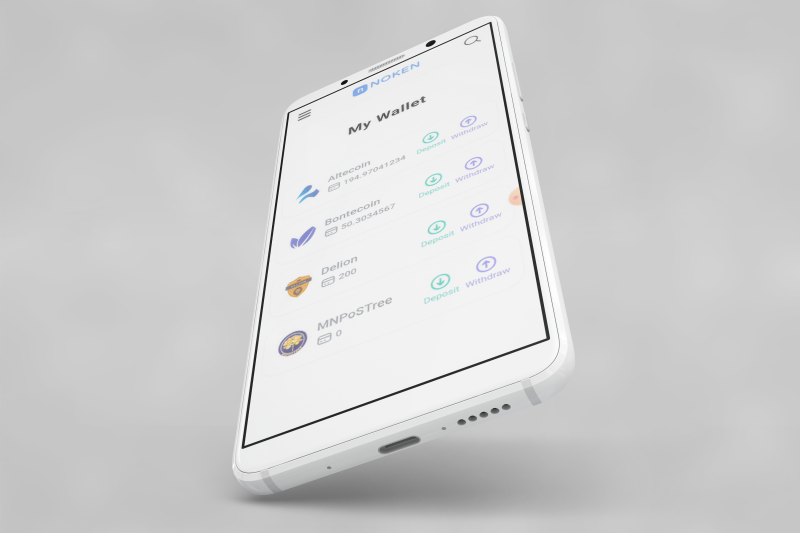 NOKEN
My Wallet
Altecoin
194.97041234
Deposit
Withdraw
Bontecoin
50.3034567
Deposit
Withdraw
Delion
200
Deposit
Withdraw
MNPoSTree
0
Deposit
Withdraw